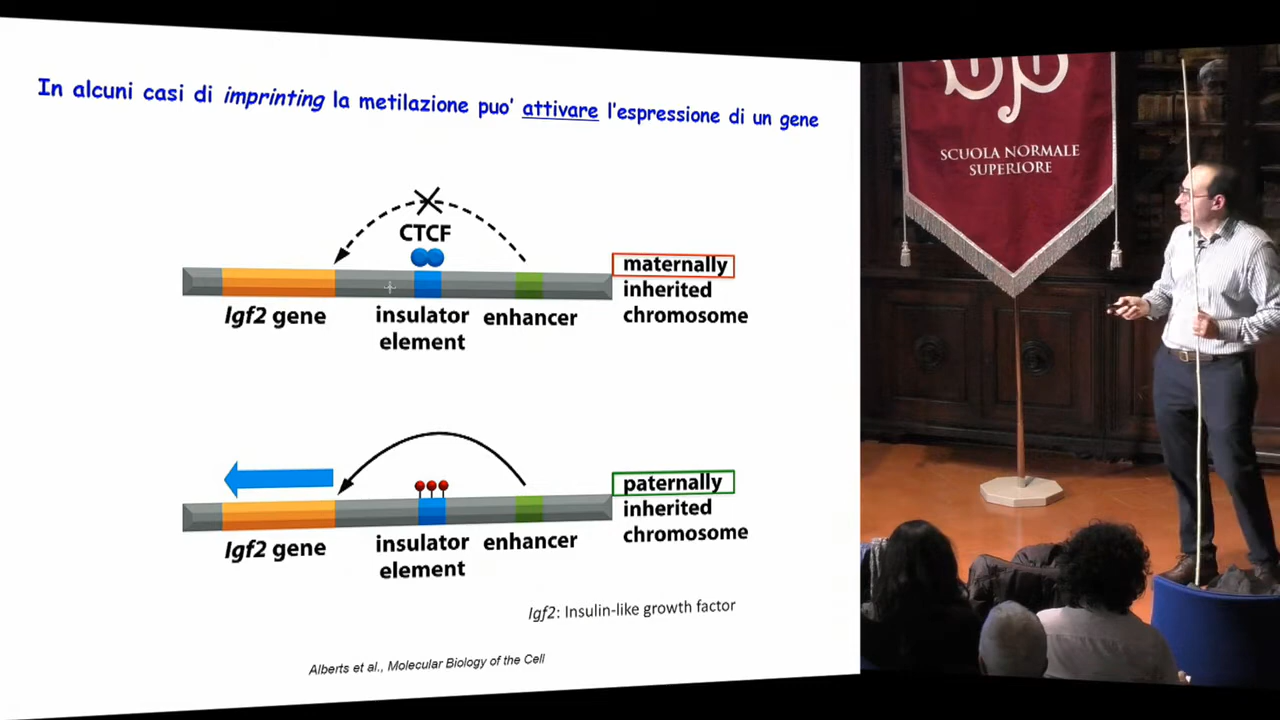 In alcuni casi di imprinting la metilazione puo' attivare l'espressione di un gene
CTCF
Igf2 gene
insulator
element
enhancer
maternally
inherited
chromosome
Igf2 gene
insulator
element
enhancer
paternally
inherited
chromosome
Igf2: Insulin-like growth factor
Alberts et al., Molecular Biology of the Cell
SCUOLA NORMALE
SUPERIORE